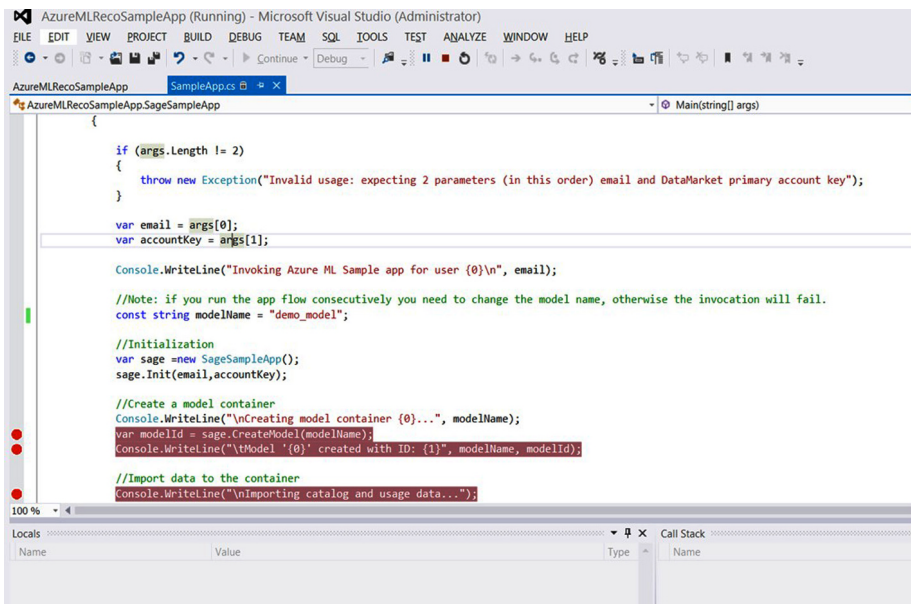 AzureMLRecoSampleApp (Running) - Microsoft Visual Studio (Administrator)
FILE EDIT VIEW PROJECT BUILD DEBUG TEAM SQL TOOLS TEST ANALYZE WINDOW HELP
Continue Debug
AzureMLRecoSampleApp SampleApp.cs
AzureMLRecoSampleApp.SageSampleApp Main(string[] args)
{
if (args.Length != 2)
{
throw new Exception("Invalid usage: expecting 2 parameters (in this order) email and DataMarket primary account key");
}
var email = args[0];
var accountKey = args[1];
Console.WriteLine("Invoking Azure ML Sample app for user {0}\n", email);
//Note: if you run the app flow consecutively you need to change the model name, otherwise the invocation will fail.
const string modelName = "demo_model";
//Initialization
var sage =new SageSampleApp();
sage.Init(email,accountKey);
//Create a model container
Console.WriteLine("\nCreating model container {0}...", modelName);
var modelId = sage.CreateModel(modelName);
Console.WriteLine("\tModel '{0}' created with ID: {1}", modelName, modelId);
//Import data to the container
Console.WriteLine("\nImporting catalog and usage data...");
100 %
Locals Call Stack
Name Value Type Name